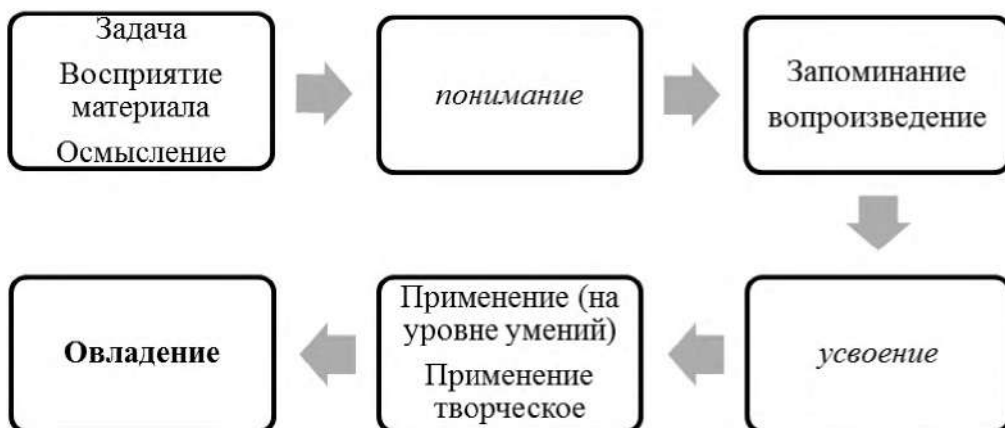 Задача
Восприятие
материала
Осмысление
понимание
Запоминание
вопроизведение
усвоение
Применение (на
уровне умений)
Применение
творческое
Овладение